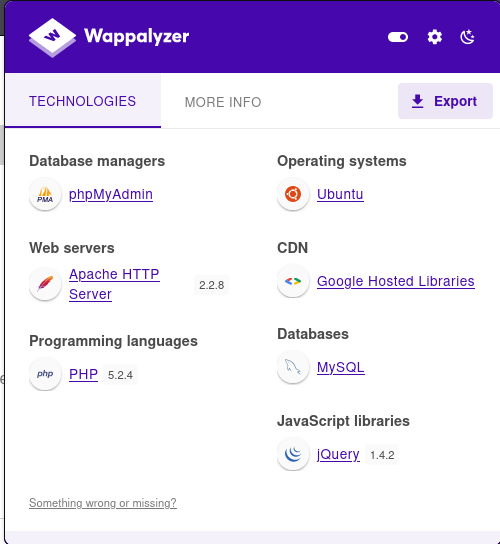 Wappalyzer
TECHNOLOGIES
MORE INFO
Export
Database managers
PMA
phpMyAdmin
Web servers
Apache HTTP
Server
2.2.8
Programming languages
php
PHP
5.2.4
Operating systems
Ubuntu
CDN
Google Hosted Libraries
Databases
MySQL
JavaScript libraries
jQuery
1.4.2
Something wrong or missing?